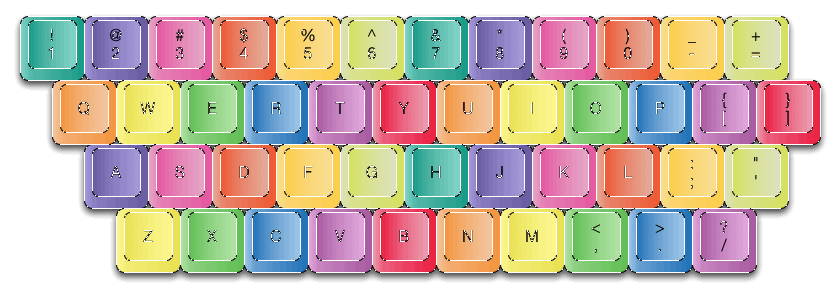 ! @ # $ % ^ & * ( ) _ +
1 2 3 4 5 6 7 8 9 0 - =
Q W E R T Y U I O P { }
[ ]
A S D F G H J K L : "
; '
Z X C V B N M < > ?
, . /